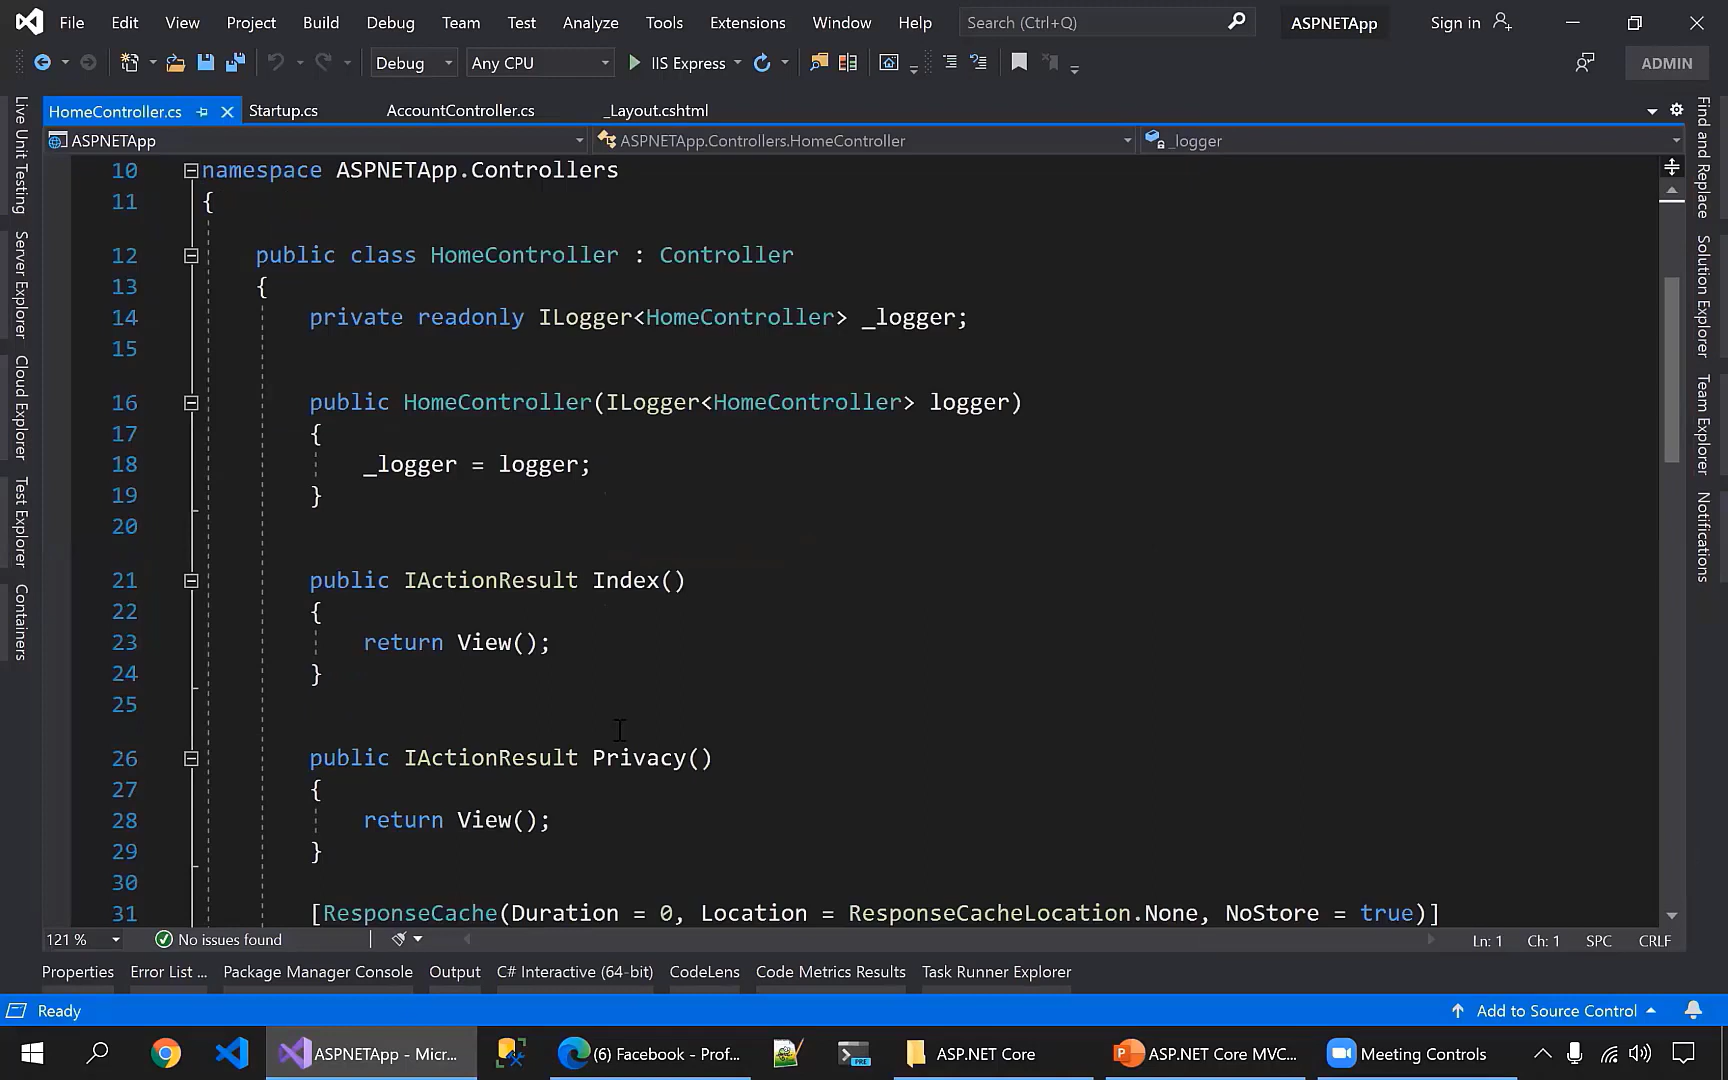 File Edit View Project Build Debug Team Test Analyze Tools Extensions Window Help Search (Ctrl+Q) ASPNETApp Sign in
Debug Any CPU IIS Express ADMIN
HomeController.cs Startup.cs AccountController.cs _Layout.cshtml
ASPNETApp ASPNETApp.Controllers.HomeController _logger
10 namespace ASPNETApp.Controllers
11 {
12 public class HomeController : Controller
13 {
14 private readonly ILogger<HomeController> _logger;
15
16 public HomeController(ILogger<HomeController> logger)
17 {
18 _logger = logger;
19 }
20
21 public IActionResult Index()
22 {
23 return View();
24 }
25
26 public IActionResult Privacy()
27 {
28 return View();
29 }
30
31 [ResponseCache(Duration = 0, Location = ResponseCacheLocation.None, NoStore = true)]
Live Unit Testing
Server Explorer
Cloud Explorer
Test Explorer
Containers
Find and Replace
Solution Explorer
Team Explorer
Notifications
121 % No issues found Ln: 1 Ch: 1 SPC CRLF
Properties Error List ... Package Manager Console Output C# Interactive (64-bit) CodeLens Code Metrics Results Task Runner Explorer
Ready Add to Source Control
ASPNETApp - Micr... (6) Facebook - Prof... PRE ASP.NET Core ASP.NET Core MVC... Meeting Controls